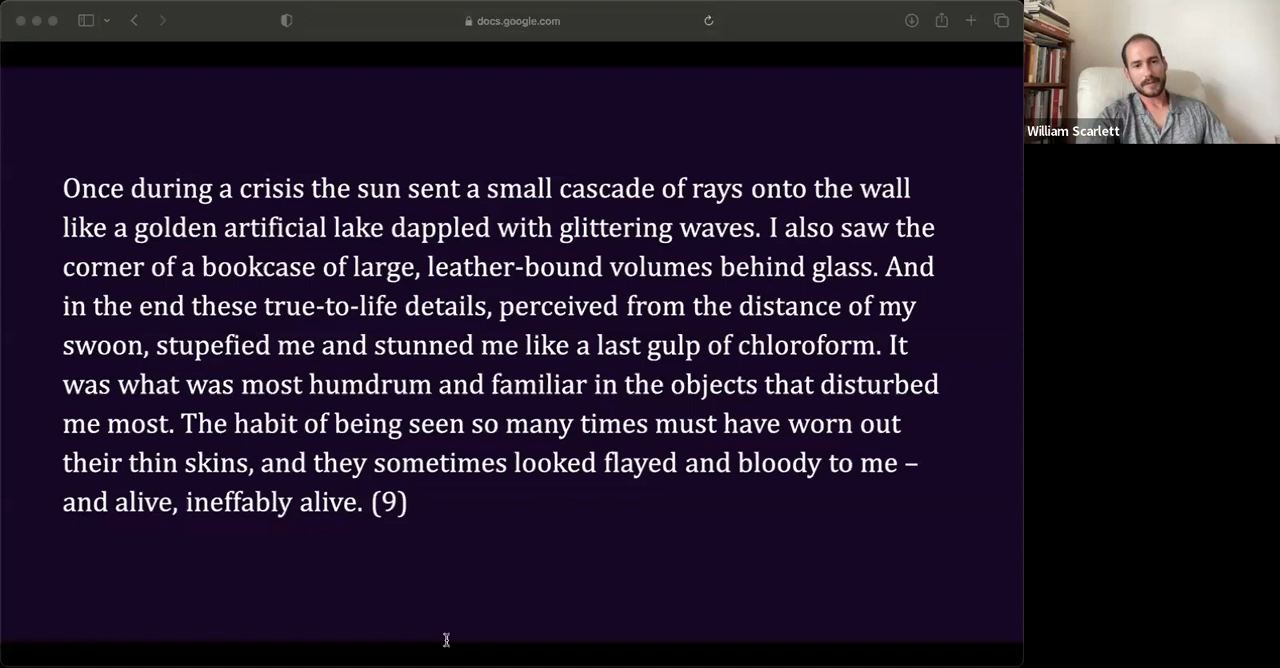 docs.google.com
Once during a crisis the sun sent a small cascade of rays onto the wall
like a golden artificial lake dappled with glittering waves. I also saw the
corner of a bookcase of large, leather-bound volumes behind glass. And
in the end these true-to-life details, perceived from the distance of my
swoon, stupefied me and stunned me like a last gulp of chloroform. It
was what was most humdrum and familiar in the objects that disturbed
me most. The habit of being seen so many times must have worn out
their thin skins, and they sometimes looked flayed and bloody to me –
and alive, ineffably alive. (9)
William Scarlett